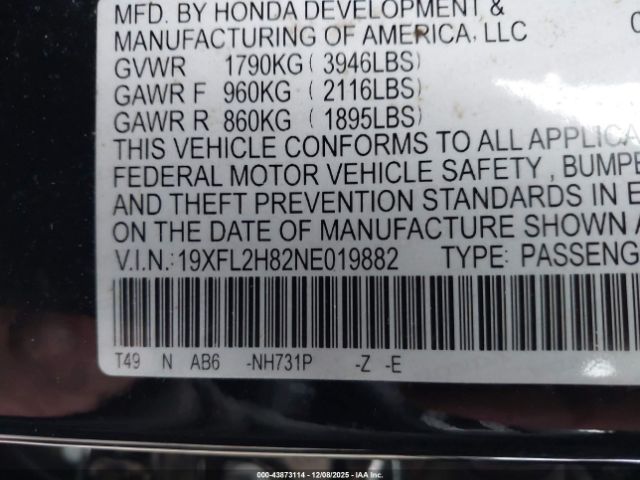 MFD. BY HONDA DEVELOPMENT &
MANUFACTURING OF AMERICA, LLC
GVWR 1790KG ( 3946LBS )
GAWR F 960KG ( 2116LBS )
GAWR R 860KG ( 1895LBS )
THIS VEHICLE CONFORMS TO ALL APPLICA
FEDERAL MOTOR VEHICLE SAFETY , BUMPE
AND THEFT PREVENTION STANDARDS IN E
ON THE DATE OF MANUFACTURE SHOWN A
V.I.N.: 19XFL2H82NE019882 TYPE: PASSENG
T49 N AB6 -NH731P -Z -E
000-43873114 - 12/08/2025 - IAAI.com